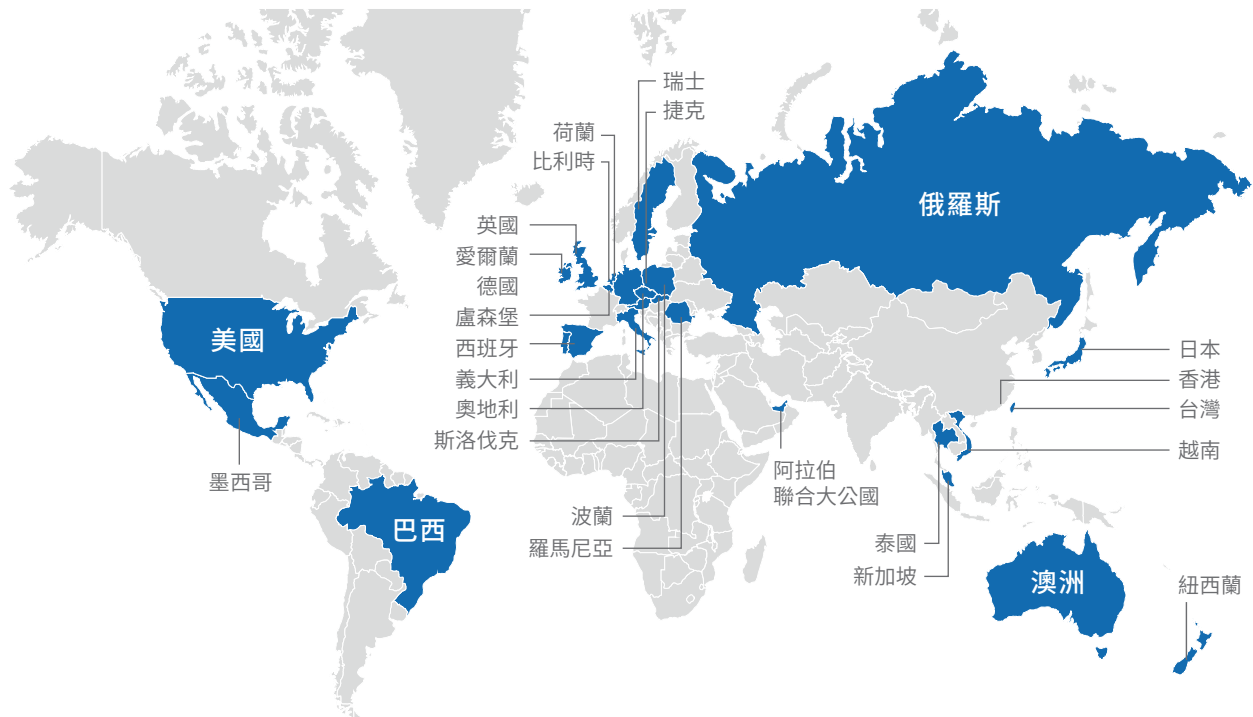 瑞士
捷克
荷蘭
比利時
英國
愛爾蘭
德國
盧森堡
西班牙
義大利
奧地利
斯洛伐克
波蘭
羅馬尼亞
俄羅斯
美國
墨西哥
巴西
日本
香港
台灣
越南
阿拉伯
聯合大公國
泰國
新加坡
澳洲
紐西蘭